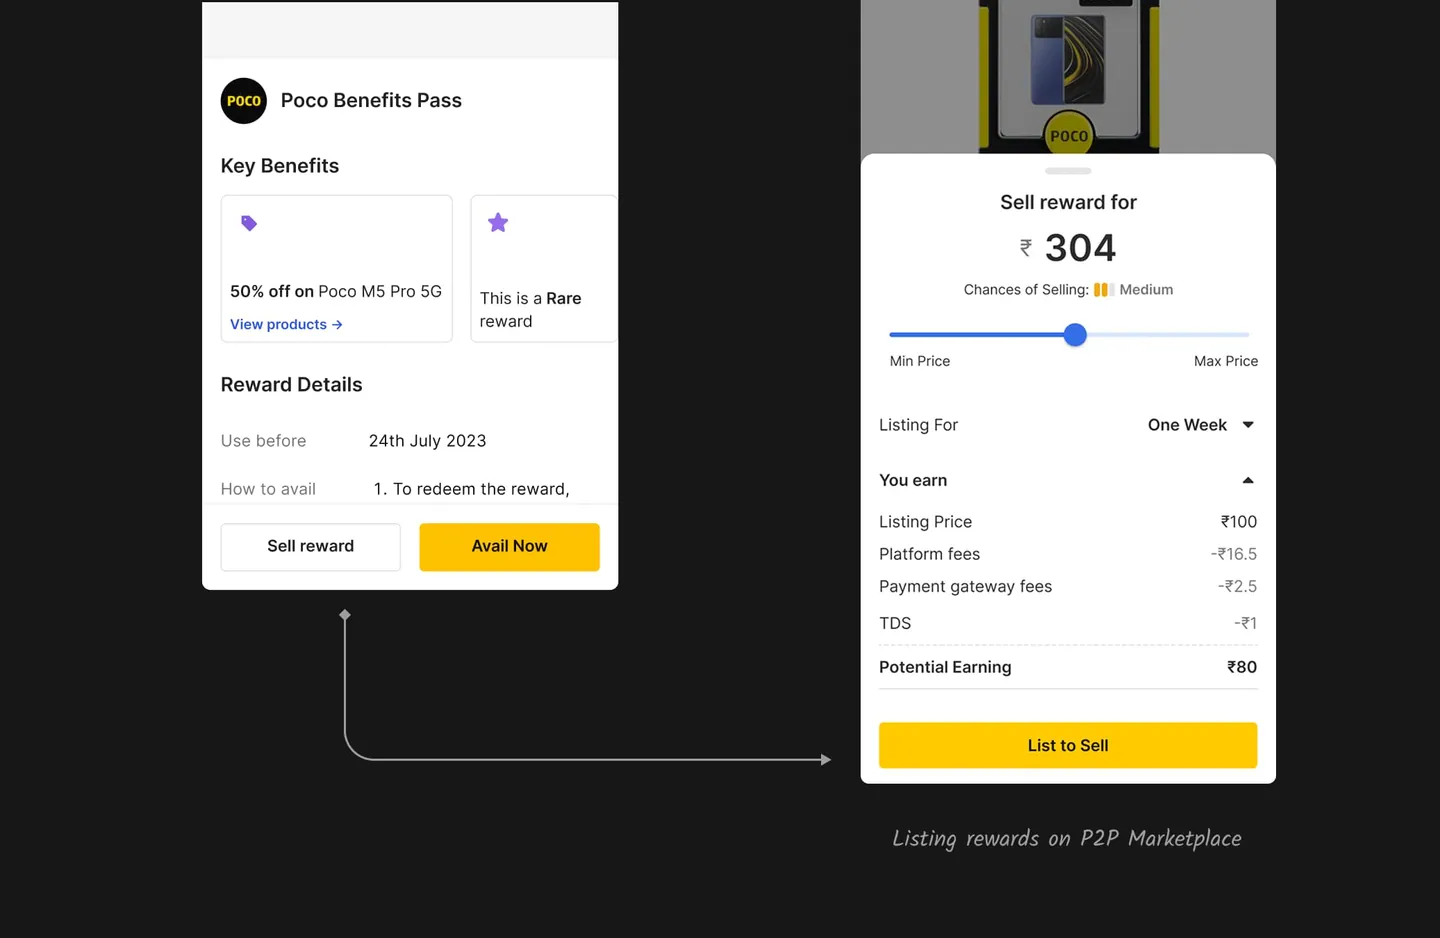 POCO
Poco Benefits Pass
Key Benefits
50% off on Poco M5 Pro 5G
View products →
This is a Rare
reward
Reward Details
Use before 24th July 2023
How to avail 1. To redeem the reward,
Sell reward
Avail Now
POCO
Sell reward for
₹ 304
Chances of Selling: Medium
Min Price Max Price
Listing For One Week
You earn
Listing Price ₹100
Platform fees -₹16.5
Payment gateway fees -₹2.5
TDS -₹1
Potential Earning ₹80
List to Sell
Listing rewards on P2P Marketplace